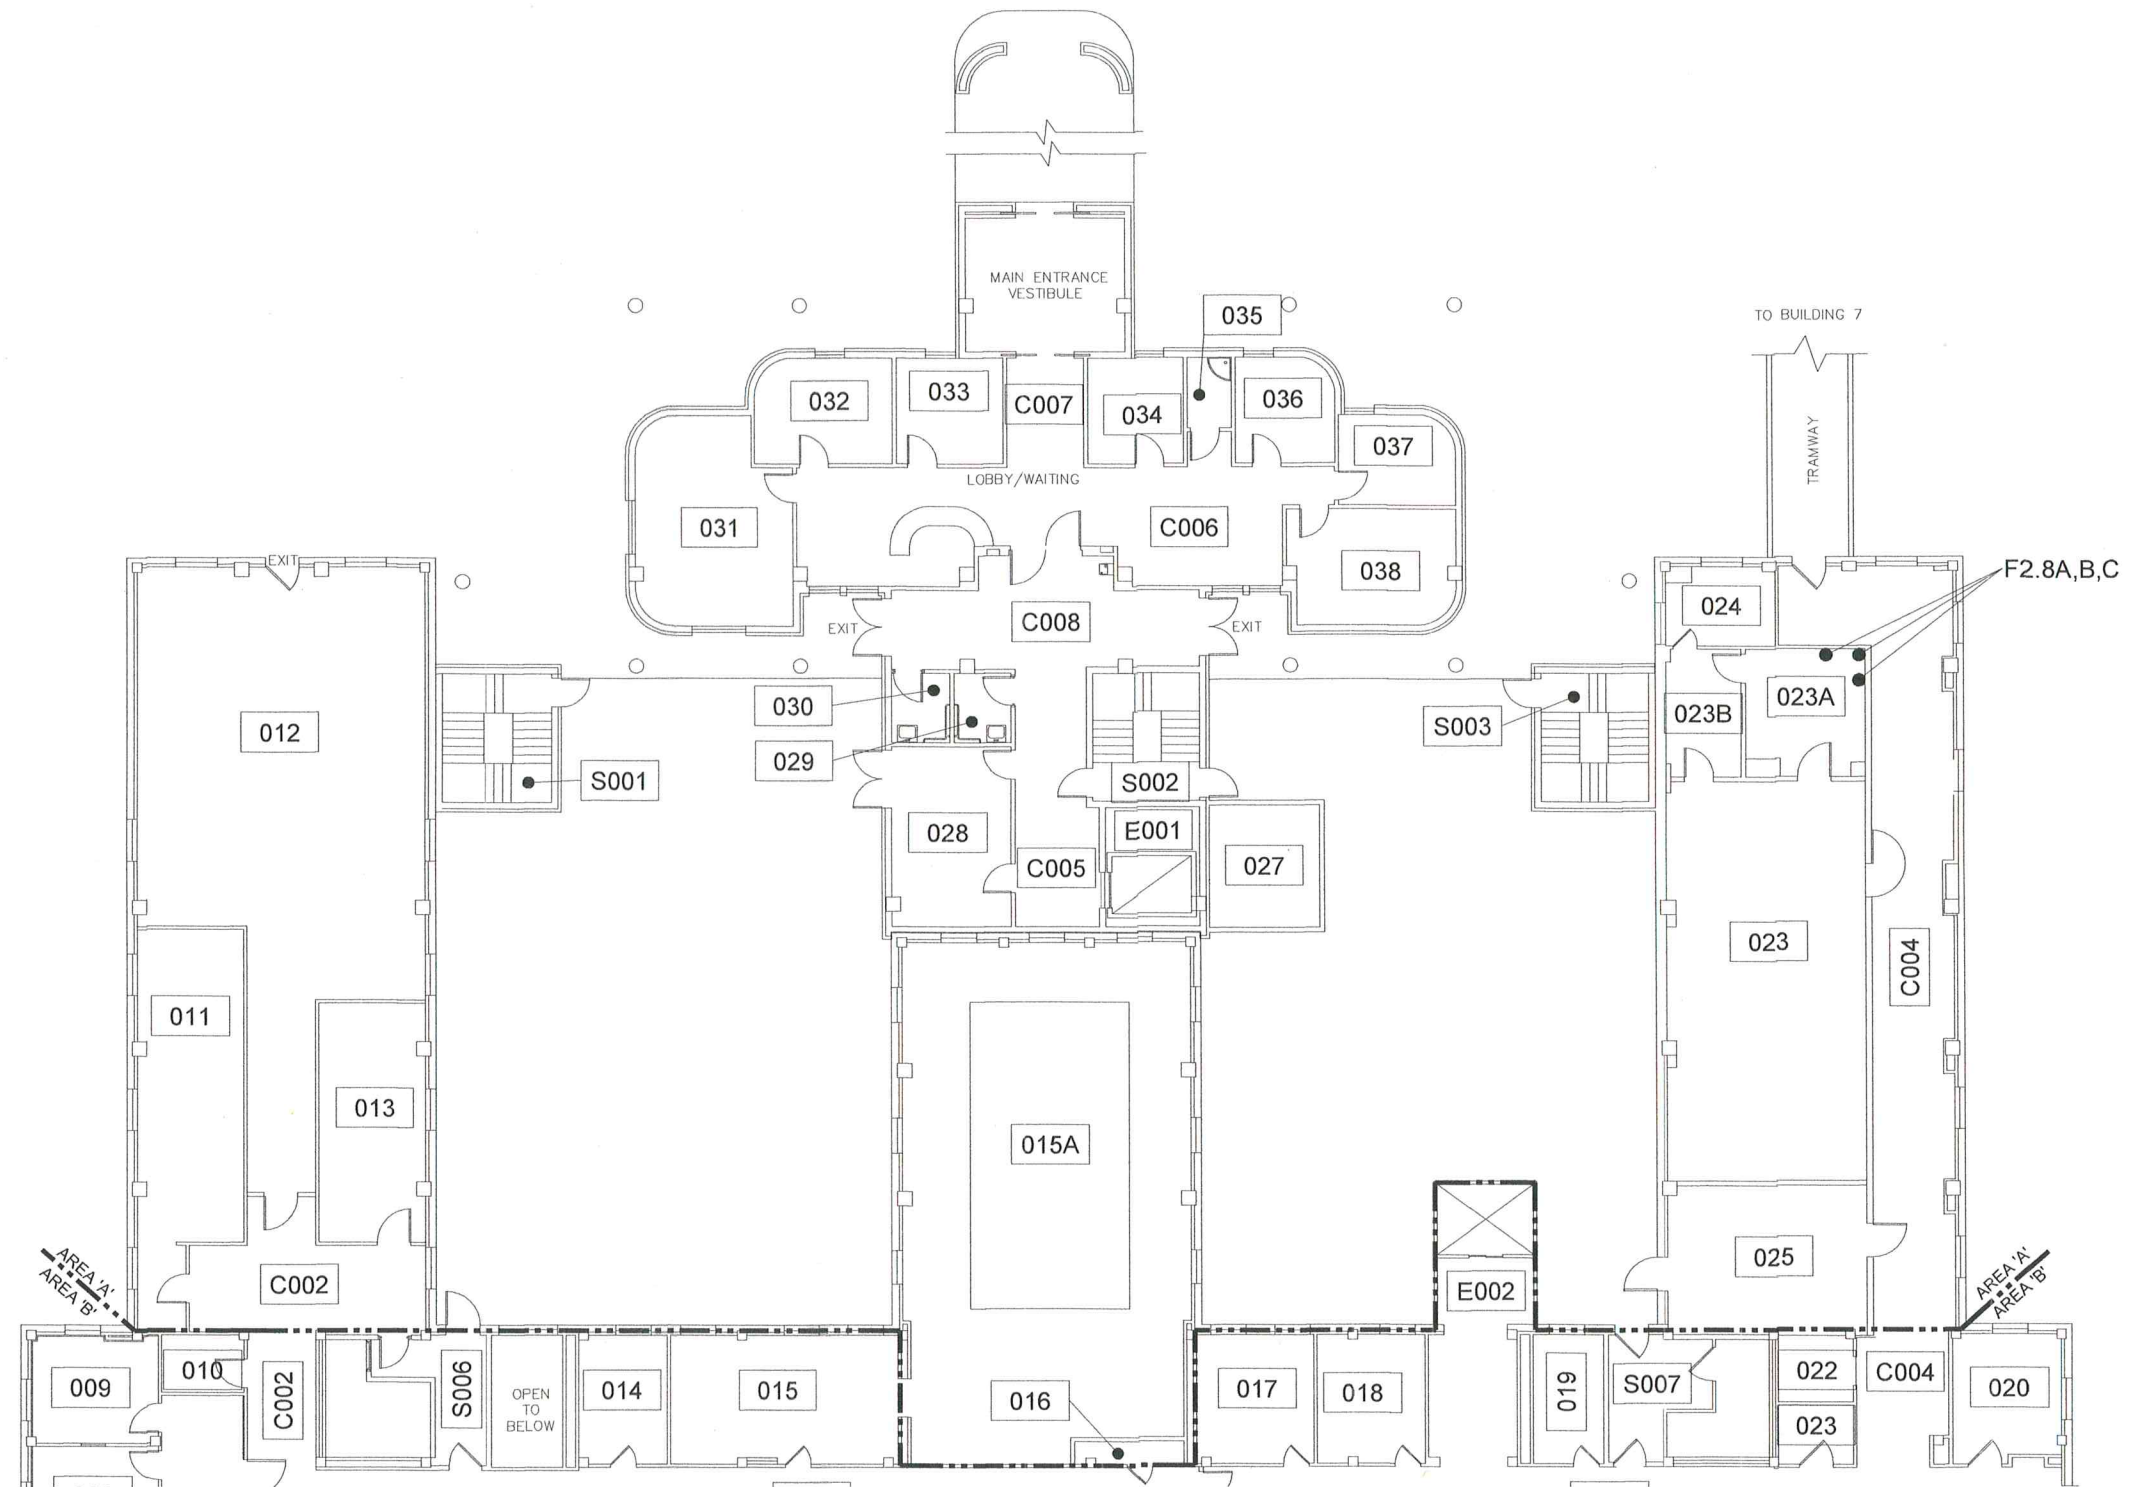 MAIN ENTRANCE
VESTIBULE
035
TO BUILDING 7
TRAMWAY
032
033
C007
034
036
037
LOBBY/WAITING
031
C006
038
EXIT
F2.8A,B,C
024
EXIT
C008
EXIT
030
023A
023B
012
S003
029
S001
S002
028
E001
C005
027
023
C004
011
013
015A
025
AREA 'A'
AREA 'B'
C002
E002
AREA 'A'
AREA 'B'
009
010
C002
S006
OPEN
TO
BELOW
014
015
016
017
018
019
S007
022
C004
020
023